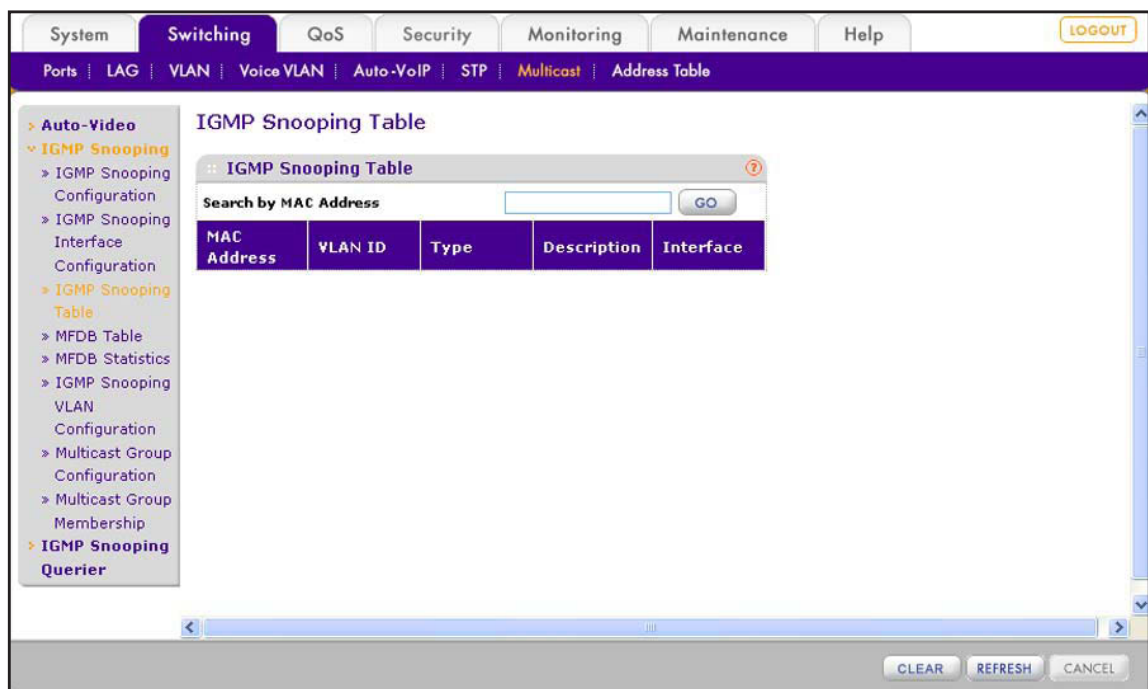 System Switching QoS Security Monitoring Maintenance Help LOGOUT
Ports LAG VLAN Voice VLAN Auto-VoIP STP Multicast Address Table
Auto-Video
IGMP Snooping
IGMP Snooping
Configuration
IGMP Snooping
Interface
Configuration
IGMP Snooping
Table
MFDB Table
MFDB Statistics
IGMP Snooping
VLAN
Configuration
Multicast Group
Configuration
Multicast Group
Membership
IGMP Snooping
Querier
IGMP Snooping Table
IGMP Snooping Table ?
Search by MAC Address GO
MAC
Address
VLAN ID
Type
Description
Interface
CLEAR REFRESH CANCEL